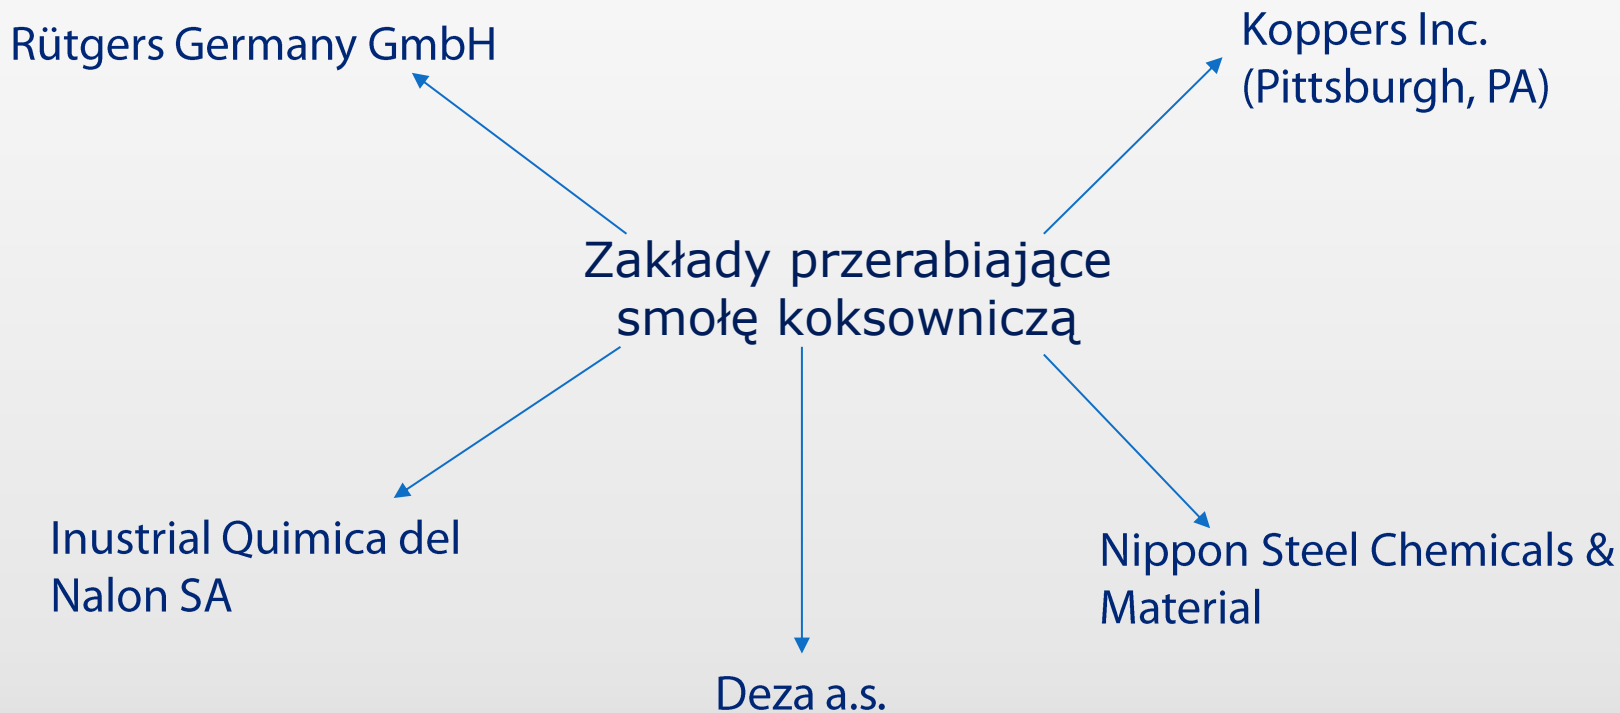 Rütgers Germany GmbH
Koppers Inc.
(Pittsburgh, PA)
Zakłady przerabiające
smołę koksowniczą
Inustrial Quimica del
Nalon SA
Nippon Steel Chemicals &
Material
Deza a.s.